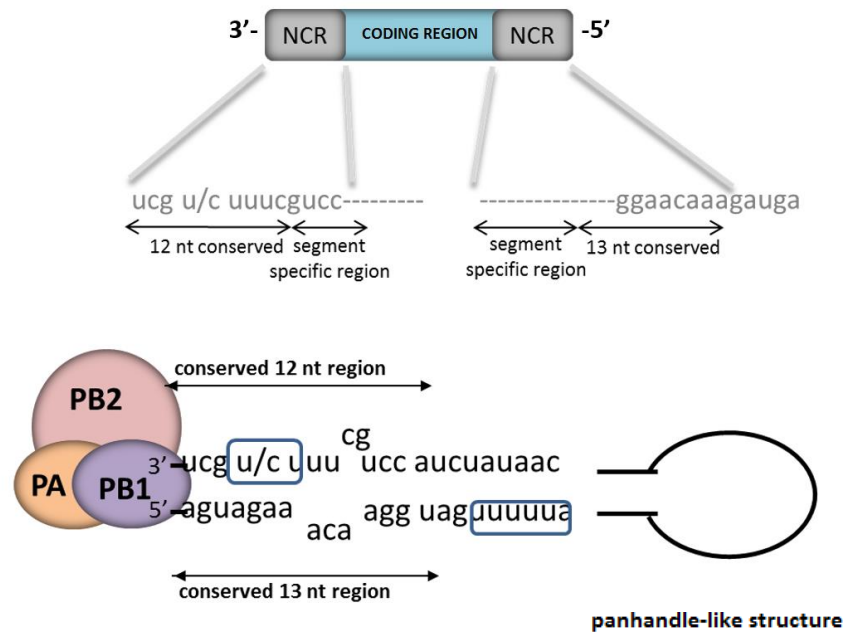 3’- NCR CODING REGION NCR -5’
ucg u/c uuucgucc--------- --------------ggaacaaagauga
12 nt conserved segment specific region segment specific region 13 nt conserved
conserved 12 nt region
PB2
cg
3’ ucg u/c uuu ucc aucuauaac
PA PB1
5’ aguagaa aca agg uaguuuuua
conserved 13 nt region
panhandle-like structure